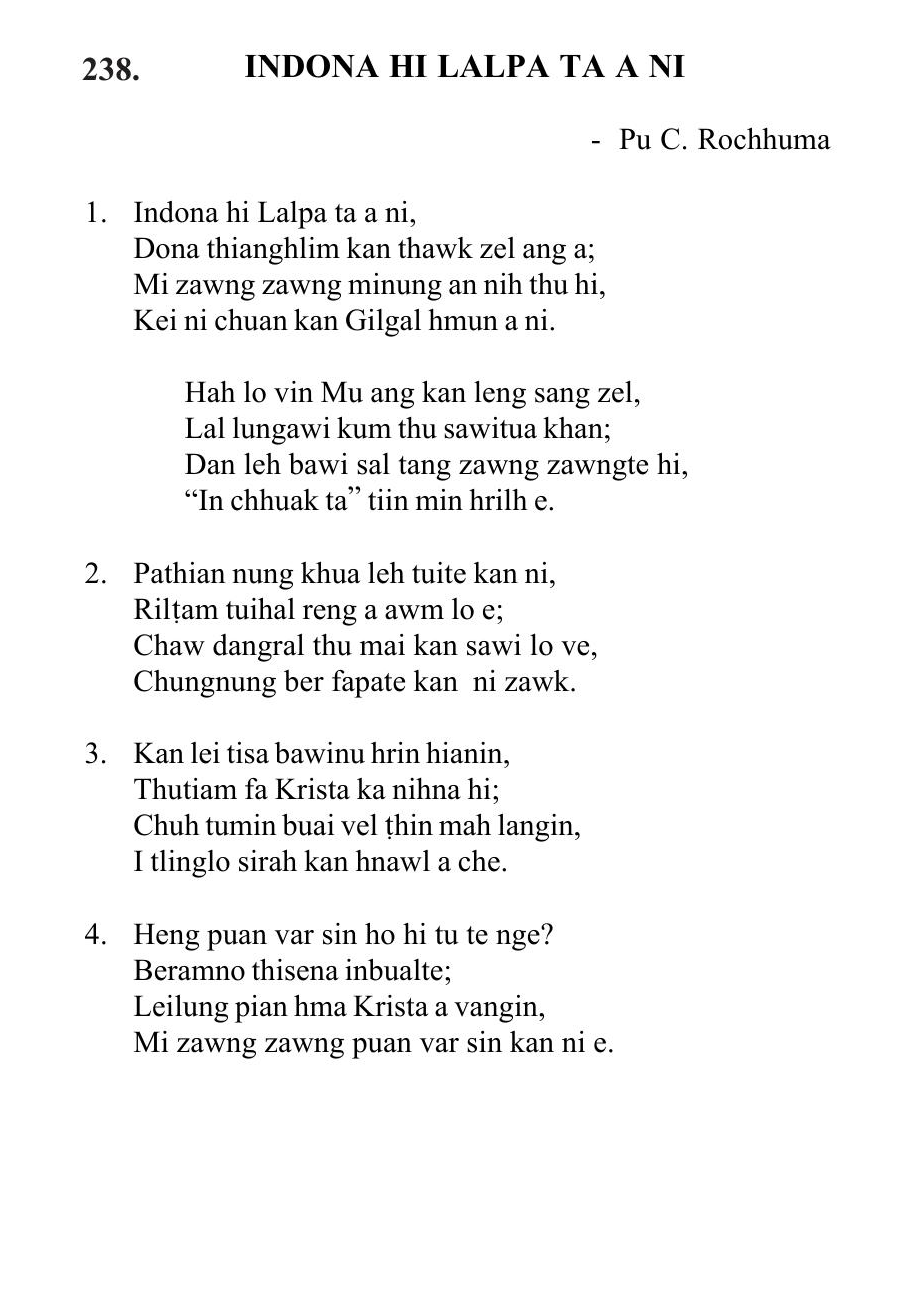 238. INDONA HI LALPA TA A NI
- Pu C. Rochhuma
1. Indona hi Lalpa ta a ni,
Dona thianghlim kan thawk zel ang a;
Mi zawng zawng minung an nih thu hi,
Kei ni chuan kan Gilgal hmun a ni.
Hah lo vin Mu ang kan leng sang zel,
Lal lungawi kum thu sawitua khan;
Dan leh bawi sal tang zawng zawngte hi,
“In chhuak ta” tiin min hrilh e.
2. Pathian nung khua leh tuite kan ni,
Rilṭam tuihal reng a awm lo e;
Chaw dangral thu mai kan sawi lo ve,
Chungnung ber fapate kan ni zawk.
3. Kan lei tisa bawinu hrin hianin,
Thutiam fa Krista ka nihna hi;
Chuh tumin buai vel ṭhin mah langin,
I tlinglo sirah kan hnawl a che.
4. Heng puan var sin ho hi tu te nge?
Beramno thisena inbualte;
Leilung pian hma Krista a vangin,
Mi zawng zawng puan var sin kan ni e.